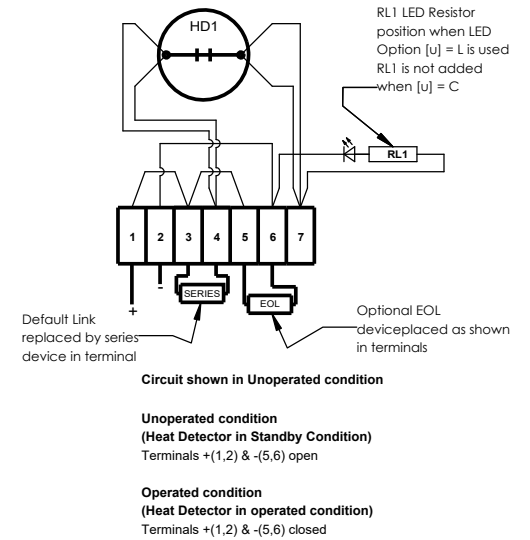 HD1
RL1 LED Resistor
position when LED
Option [u] = L is used
RL1 is not added
when [u] = C
RL1
1 2 3 4 5 6 7
+ -
SERIES
EOL
Default Link
replaced by series
device in terminal
Optional EOL
deviceplaced as shown
in terminals
Circuit shown in Unoperated condition
Unoperated condition
(Heat Detector in Standby Condition)
Terminals +(1,2) & -(5,6) open
Operated condition
(Heat Detector in operated condition)
Terminals +(1,2) & -(5,6) closed